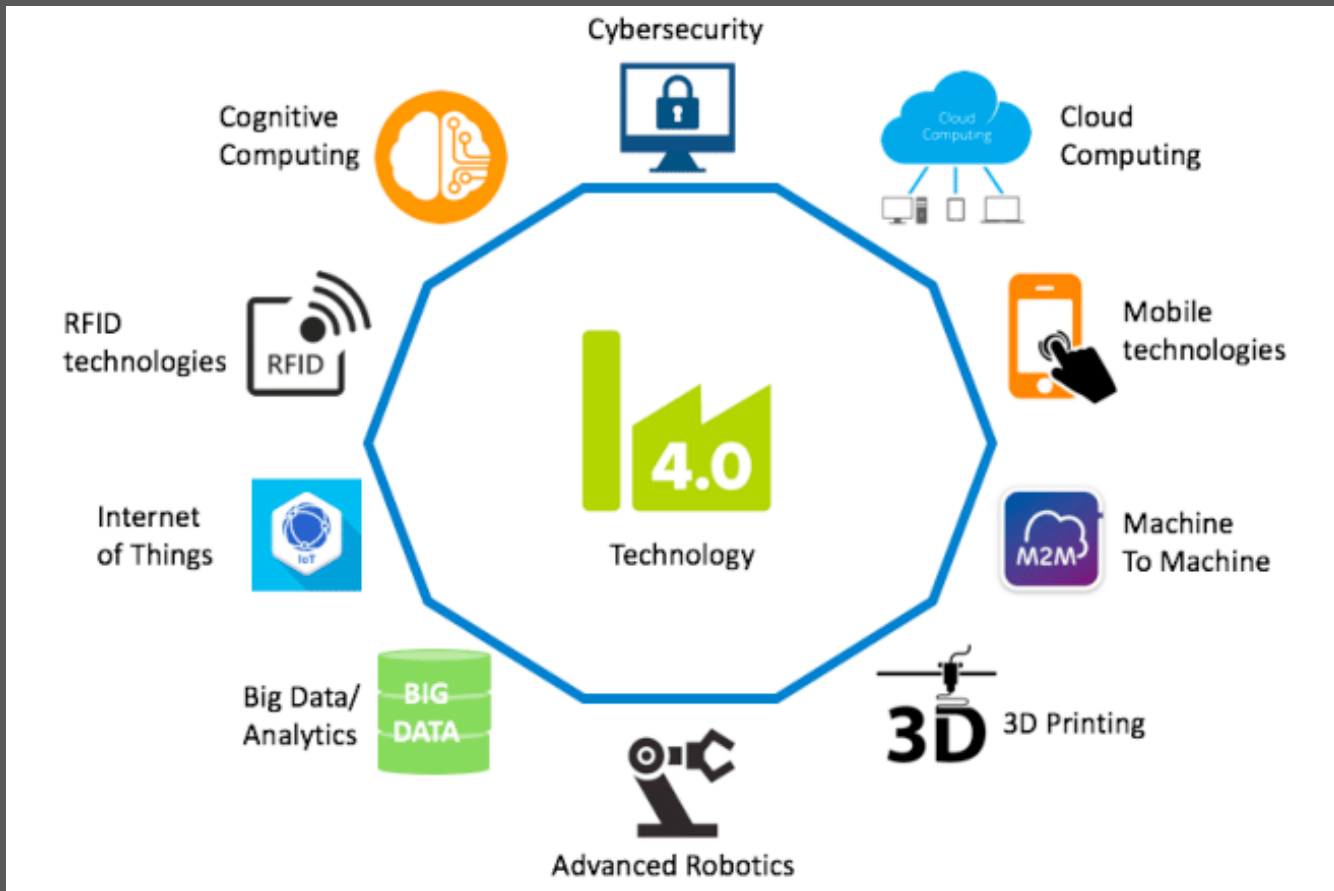 Cybersecurity
Cognitive
Computing
Cloud
Computing
Cloud
Computing
RFID
technologies
RFID
Mobile
technologies
4.0
Technology
Internet
of Things
IoT
M2M
Machine
To Machine
Big Data/
Analytics
BIG
DATA
3D
3D Printing
Advanced Robotics